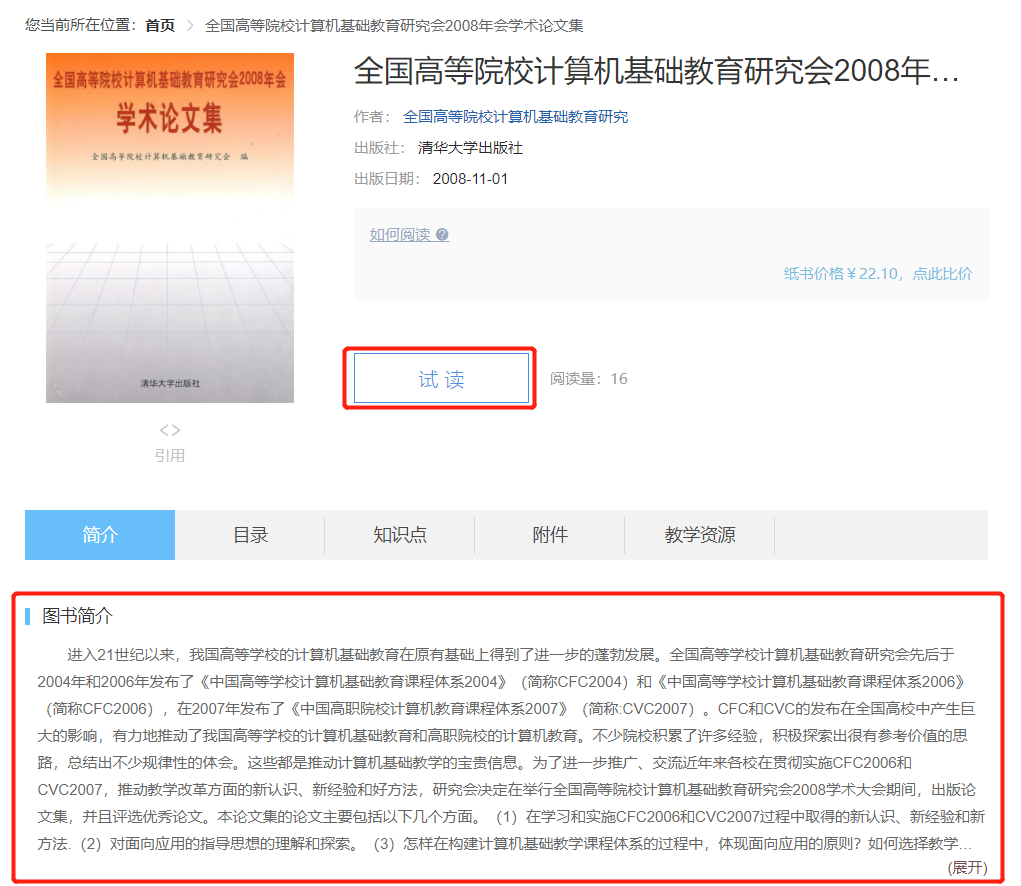 您当前所在位置：首页 > 全国高等院校计算机基础教育研究会2008年会学术论文集
全国高等院校计算机基础教育研究会2008年会
学术论文集
全国高等院校计算机基础教育研究会 编
清华大学出版社
<>
引用
全国高等院校计算机基础教育研究会2008年...
作者： 全国高等院校计算机基础教育研究
出版社： 清华大学出版社
出版日期： 2008-11-01
如何阅读 ?
纸书价格￥22.10，点此比价
试 读
阅读量：16
简介 目录 知识点 附件 教学资源
图书简介
进入21世纪以来，我国高等学校的计算机基础教育在原有基础上得到了进一步的蓬勃发展。全国高等学校计算机基础教育研究会先后于
2004年和2006年发布了《中国高等学校计算机基础教育课程体系2004》（简称CFC2004）和《中国高等学校计算机基础教育课程体系2006》
（简称CFC2006），在2007年发布了《中国高职院校计算机教育课程体系2007》（简称:CVC2007）。CFC和CVC的发布在全国高校中产生巨
大的影响，有力地推动了我国高等学校的计算机基础教育和高职院校的计算机教育。不少院校积累了许多经验，积极探索出很有参考价值的思
路，总结出不少规律性的体会。这些都是推动计算机基础教学的宝贵信息。为了进一步推广、交流近年来各校在贯彻实施CFC2006和
CVC2007，推动教学改革方面的新认识、新经验和好方法，研究会决定在举行全国高等院校计算机基础教育研究会2008学术大会期间，出版论
文集，并且评选优秀论文。本论文集的论文主要包括以下几个方面。（1）在学习和实施CFC2006和CVC2007过程中取得的新认识、新经验和新
方法.（2）对面向应用的指导思想的理解和探索。（3）怎样在构建计算机基础教学课程体系的过程中，体现面向应用的原则？如何选择教学...
(展开)